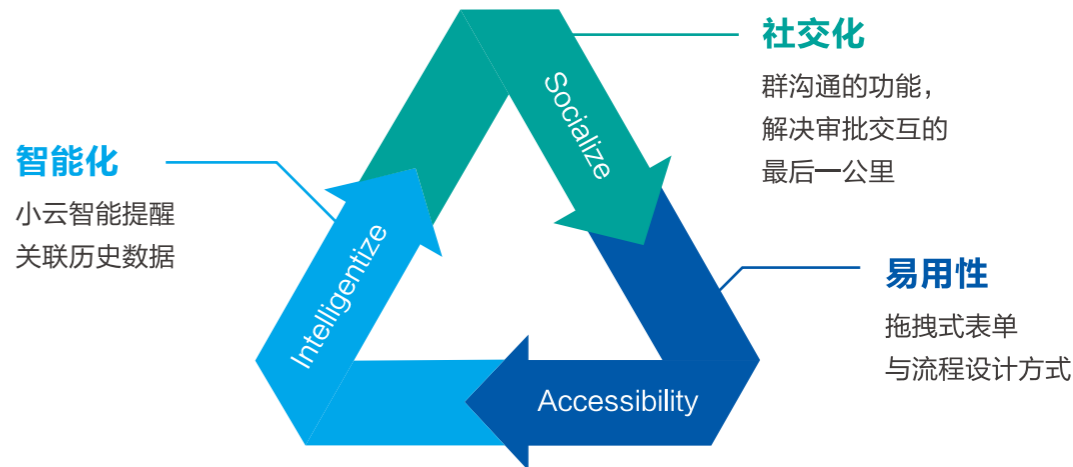 社交化
群沟通的功能，
解决审批交互的
最后一公里
Socialize
智能化
小云智能提醒
关联历史数据
Intelligentize
易用性
拖拽式表单
与流程设计方式
Accessibility